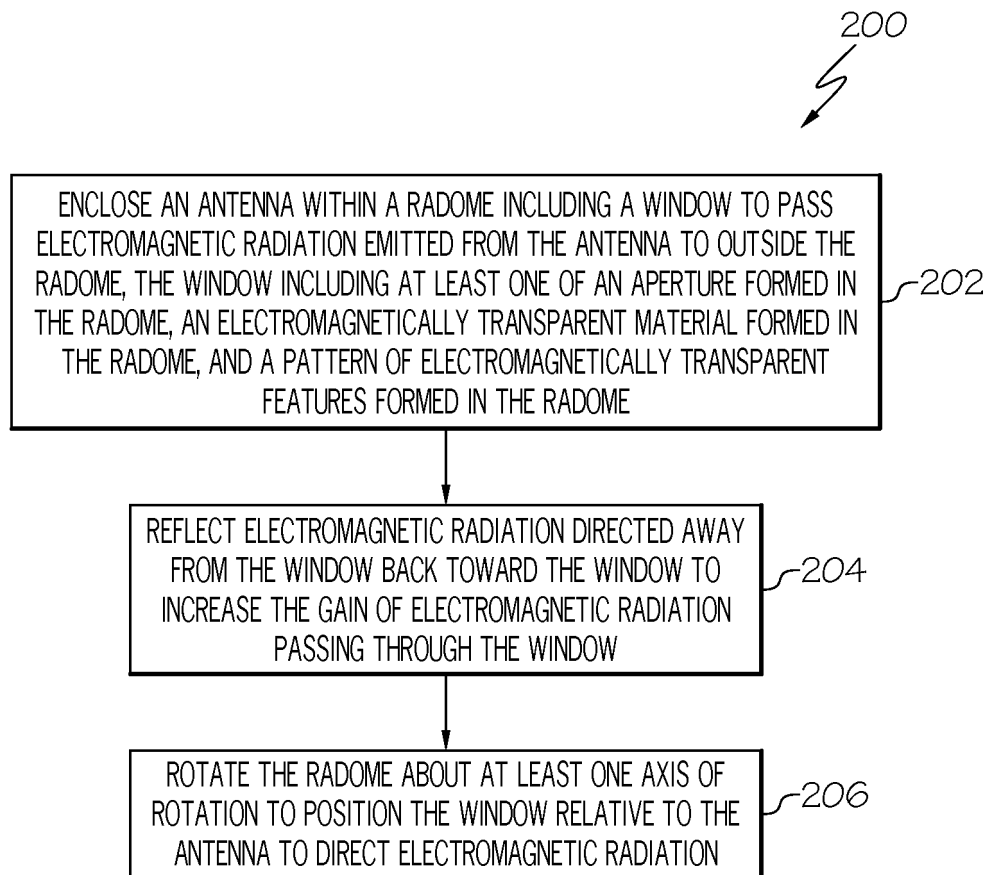 200
ENCLOSE AN ANTENNA WITHIN A RADOME INCLUDING A WINDOW TO PASS
ELECTROMAGNETIC RADIATION EMITTED FROM THE ANTENNA TO OUTSIDE THE
RADOME, THE WINDOW INCLUDING AT LEAST ONE OF AN APERTURE FORMED IN
THE RADOME, AN ELECTROMAGNETICALLY TRANSPARENT MATERIAL FORMED IN
THE RADOME, AND A PATTERN OF ELECTROMAGNETICALLY TRANSPARENT
FEATURES FORMED IN THE RADOME
202
REFLECT ELECTROMAGNETIC RADIATION DIRECTED AWAY
FROM THE WINDOW BACK TOWARD THE WINDOW TO
INCREASE THE GAIN OF ELECTROMAGNETIC RADIATION
PASSING THROUGH THE WINDOW
204
ROTATE THE RADOME ABOUT AT LEAST ONE AXIS OF
ROTATION TO POSITION THE WINDOW RELATIVE TO THE
ANTENNA TO DIRECT ELECTROMAGNETIC RADIATION
206